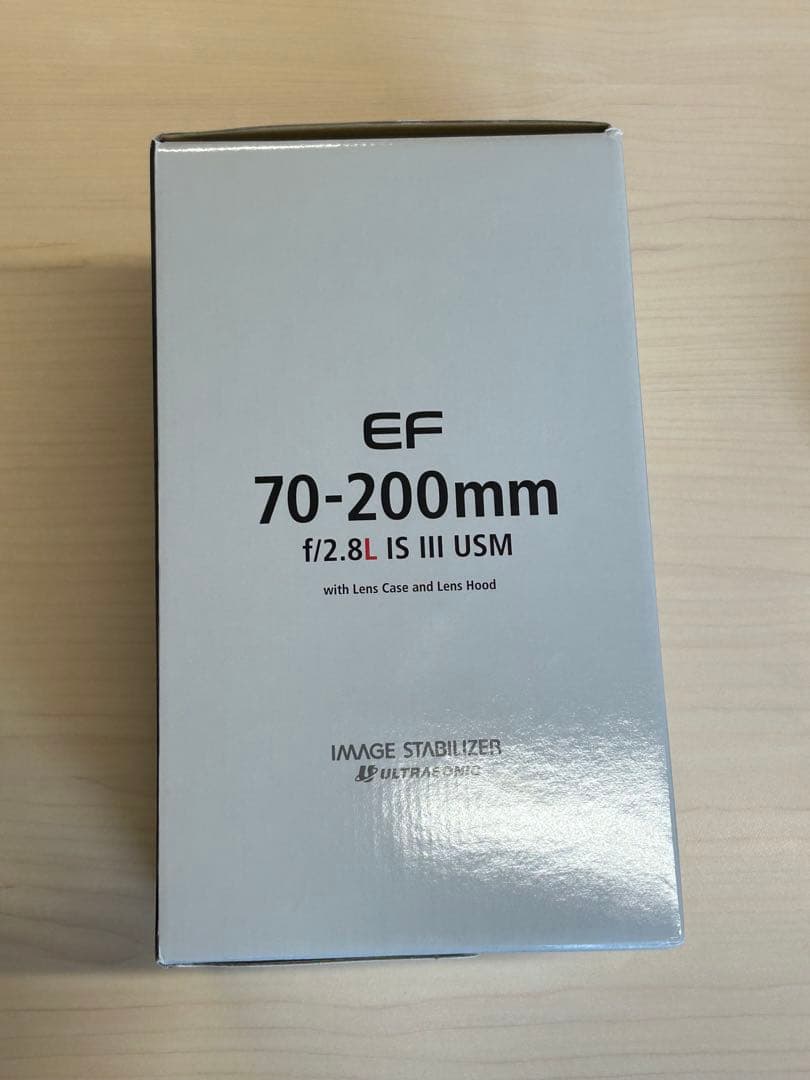 EF
70-200mm
f/2.8L IS III USM
with Lens Case and Lens Hood
IMAGE STABILIZER
ULTRASONIC